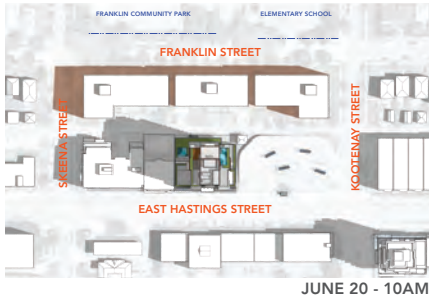 FRANKLIN COMMUNITY PARK
ELEMENTARY SCHOOL
FRANKLIN STREET
SKEENA STREET
KOOTENAY STREET
EAST HASTINGS STREET
JUNE 20 - 10AM